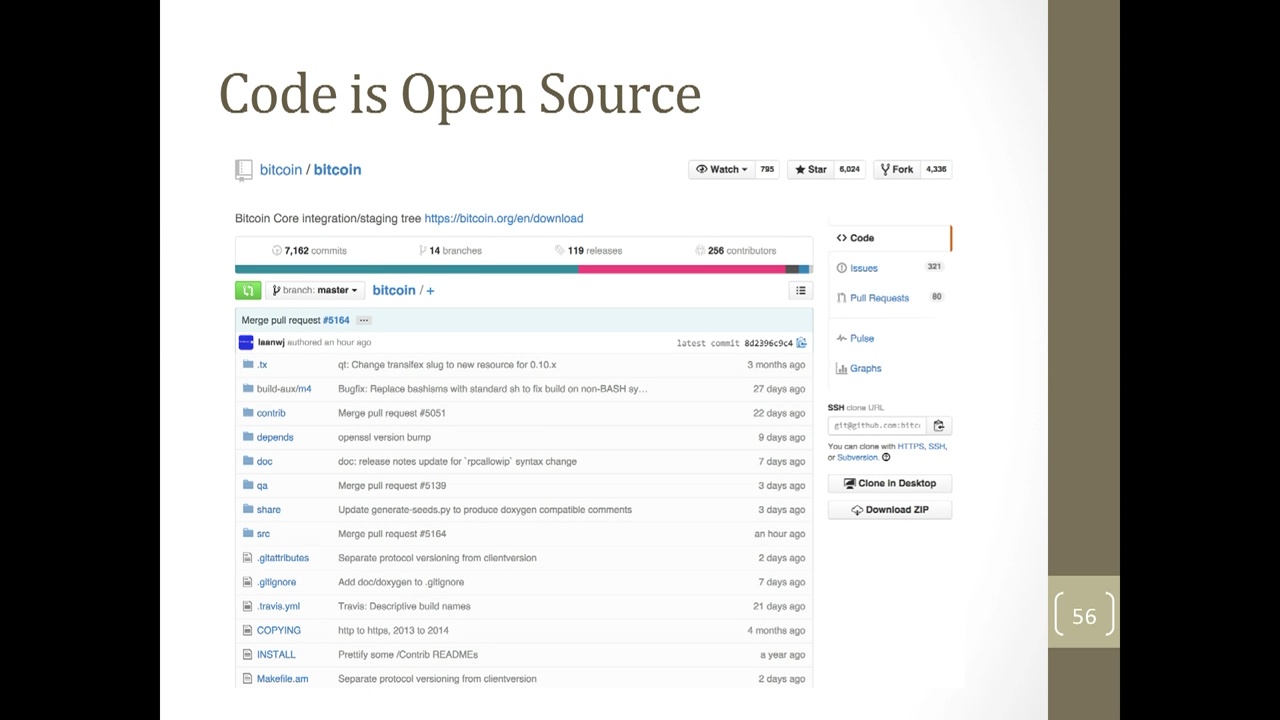 Code is Open Source
bitcoin / bitcoin
Watch 795 Star 6,024 Fork 4,336
Bitcoin Core integration/staging tree https://bitcoin.org/en/download
7,162 commits 14 branches 119 releases 256 contributors
branch: master bitcoin / +
Merge pull request #5164 ...
laanwj authored an hour ago latest commit 8d2396c9c4
.tx qt: Change transifex slug to new resource for 0.10.x 3 months ago
build-aux/m4 Bugfix: Replace bashisms with standard sh to fix build on non-BASH sy… 27 days ago
contrib Merge pull request #5051 22 days ago
depends openssl version bump 9 days ago
doc doc: release notes update for `rpcallowip` syntax change 7 days ago
qa Merge pull request #5139 3 days ago
share Update generate-seeds.py to produce doxygen compatible comments 3 days ago
src Merge pull request #5164 an hour ago
.gitattributes Separate protocol versioning from clientversion 2 days ago
.gitignore Add doc/doxygen to .gitignore 7 days ago
.travis.yml Travis: Descriptive build names 21 days ago
COPYING http to https, 2013 to 2014 4 months ago
INSTALL Prettify some /Contrib READMEs a year ago
Makefile.am Separate protocol versioning from clientversion 2 days ago
<> Code
Issues 321
Pull Requests 80
Pulse
Graphs
SSH clone URL
git@github.com:bitc
You can clone with HTTPS, SSH,
or Subversion.
Clone in Desktop
Download ZIP
56